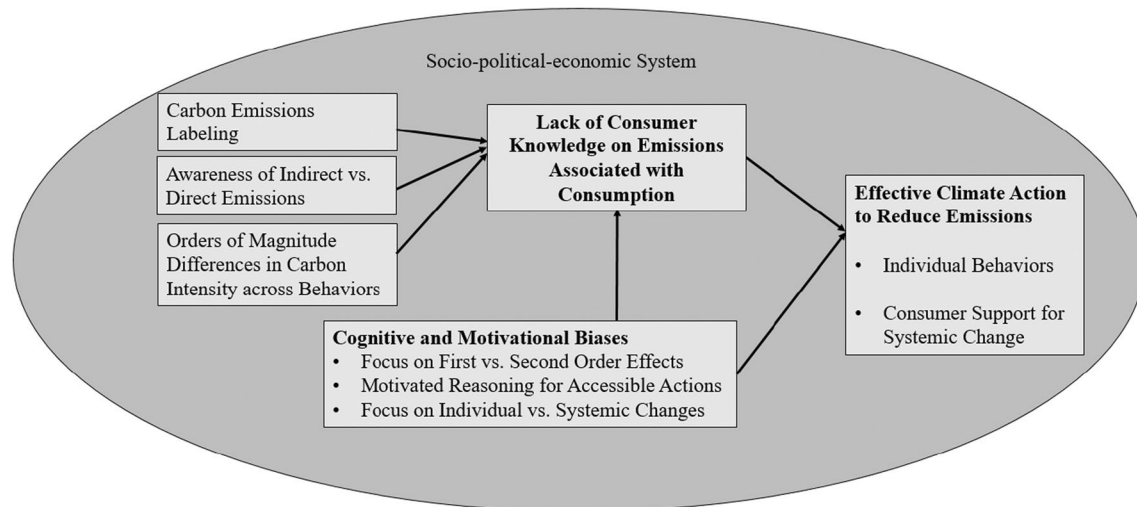 Socio-political-economic System
Carbon Emissions
Labeling
Awareness of Indirect vs.
Direct Emissions
Orders of Magnitude
Differences in Carbon
Intensity across Behaviors
Lack of Consumer
Knowledge on Emissions
Associated with
Consumption
Cognitive and Motivational Biases
• Focus on First vs. Second Order Effects
• Motivated Reasoning for Accessible Actions
• Focus on Individual vs. Systemic Changes
Effective Climate Action
to Reduce Emissions
• Individual Behaviors
• Consumer Support for
Systemic Change